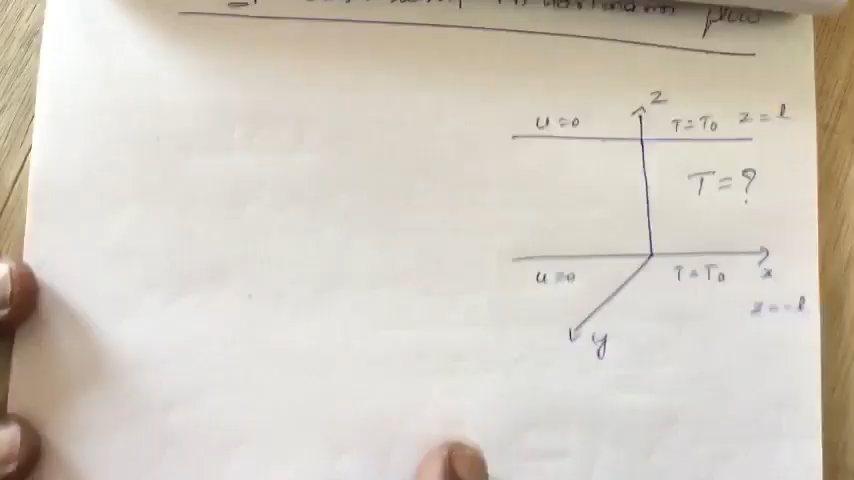 plow
z
u=0 T=T₀ z=l
T=?
u=0 T=T₀ x
z=-l
y